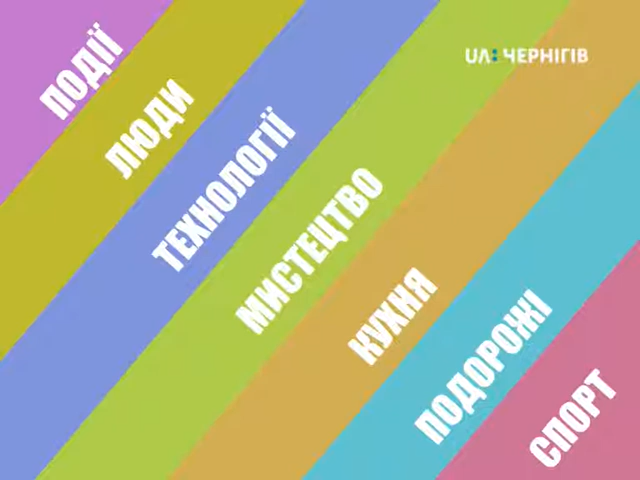 ПОДІЇ
ЛЮДИ
ТЕХНОЛОГІЇ
МИСТЕЦТВО
КУХНЯ
ПОДОРОЖІ
СПОРТ
UA: ЧЕРНІГІВ